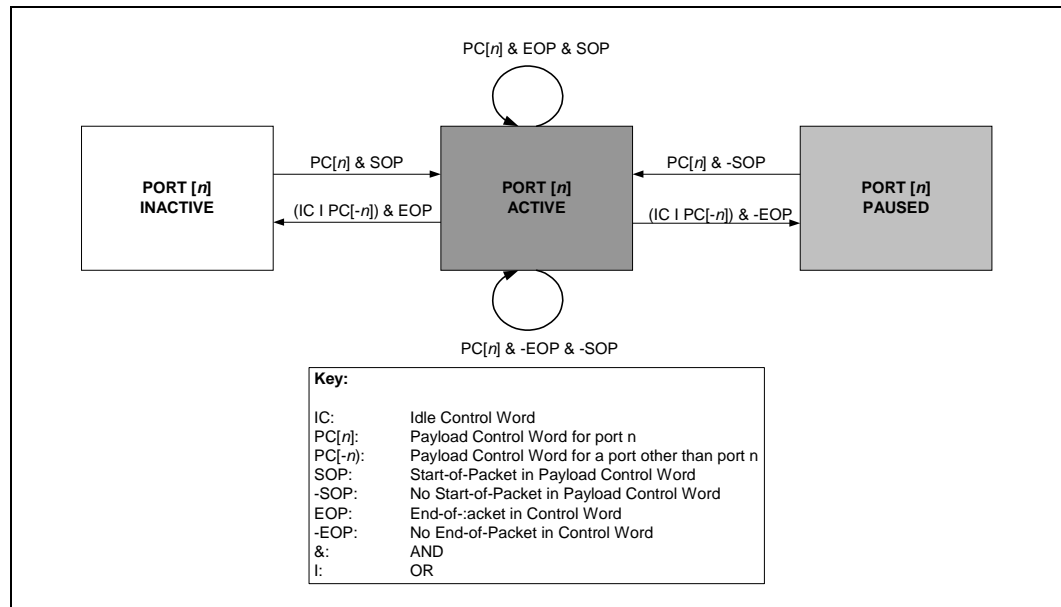 PC[n] & EOP & SOP
PORT [n]
INACTIVE
PC[n] & SOP
(IC I PC[-n]) & EOP
PORT [n]
ACTIVE
PC[n] & -SOP
(IC I PC[-n]) & -EOP
PORT [n]
PAUSED
PC[n] & -EOP & -SOP
Key:
IC: Idle Control Word
PC[n]: Payload Control Word for port n
PC[-n): Payload Control Word for a port other than port n
SOP: Start-of-Packet in Payload Control Word
-SOP: No Start-of-Packet in Payload Control Word
EOP: End-of-:acket in Control Word
-EOP: No End-of-Packet in Control Word
&: AND
I: OR